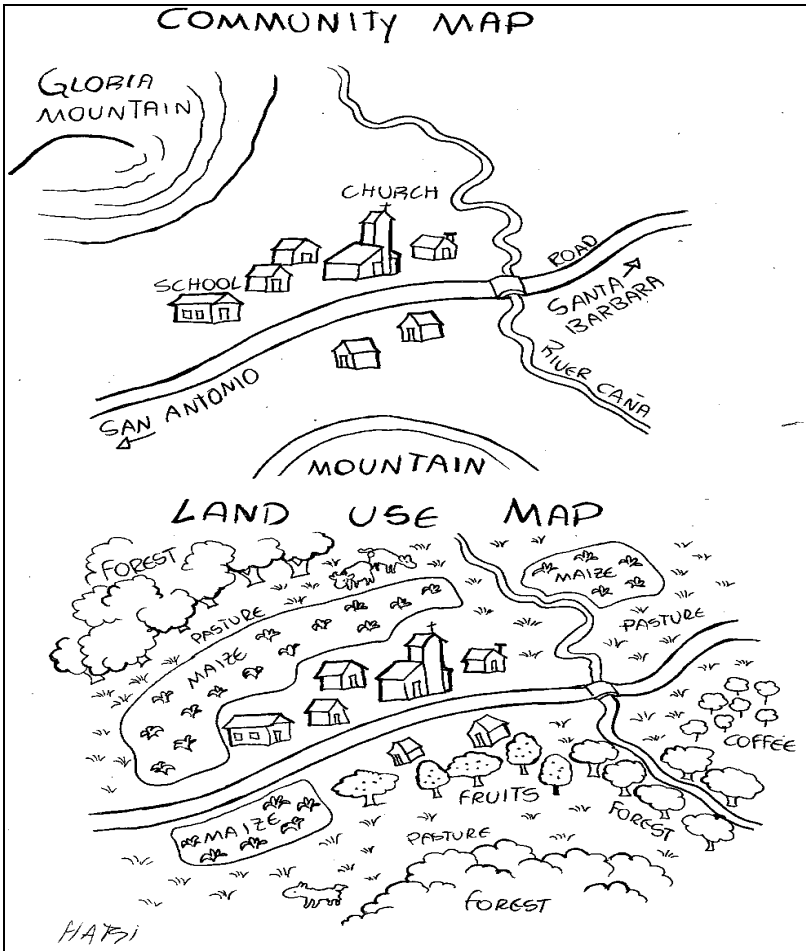 COMMUNITY MAP
GLORIA
MOUNTAIN
CHURCH
SCHOOL
ROAD
SANTA
BARBARA
RIVER CAÑA
SAN ANTONIO
MOUNTAIN
LAND USE MAP
FOREST
MAIZE
PASTURE
PASTURE
MAIZE
COFFEE
FRUITS
FOREST
MAIZE
PASTURE
FOREST